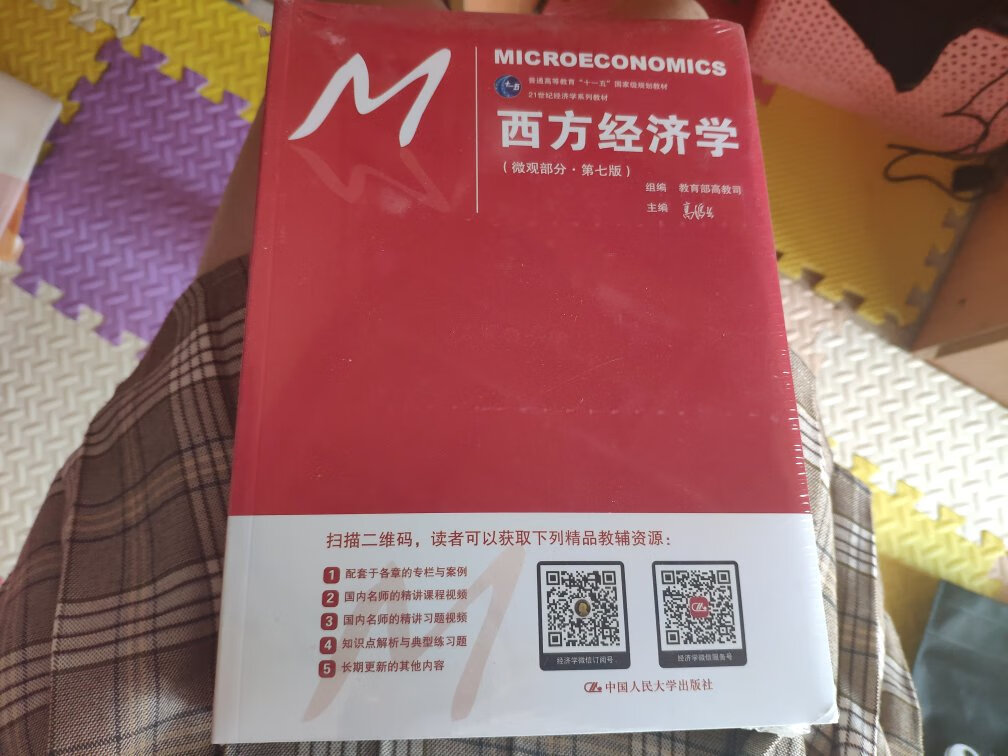 M
MICROECONOMICS
十一五
普通高等教育“十一五”国家级规划教材
21世纪经济学系列教材
西方经济学
(微观部分·第七版)
组编 教育部高教司
主编
扫描二维码，读者可以获取下列精品教辅资源：
1 配套于各章的专栏与案例
2 国内名师的精讲课程视频
3 国内名师的精讲习题视频
4 知识点解析与典型练习题
5 长期更新的其他内容
经济学微信订阅号
经济学微信服务号
中国人民大学出版社